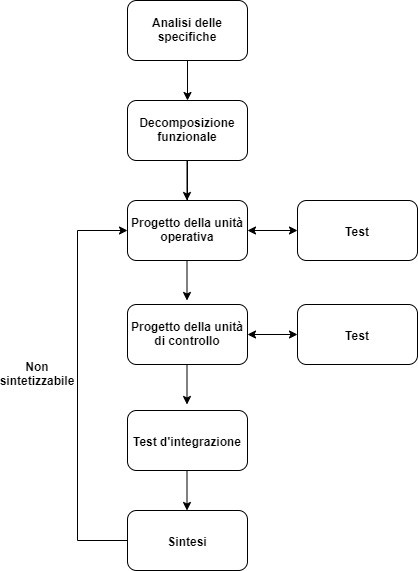 Analisi delle
specifiche
Decomposizione
funzionale
Progetto della unità
operativa
Test
Progetto della unità
di controllo
Test
Non
sintetizzabile
Test d'integrazione
Sintesi